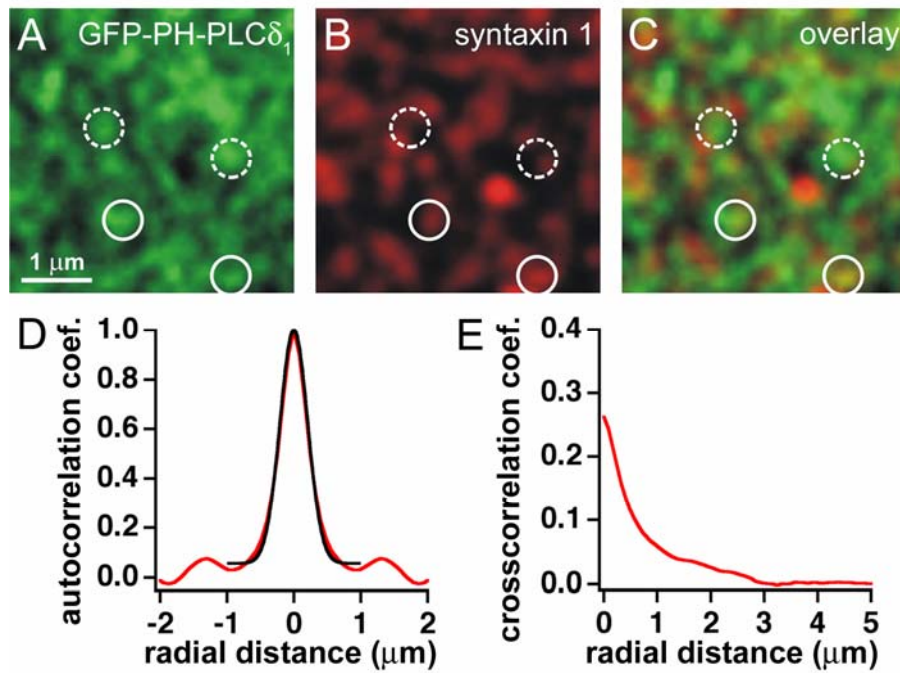 A GFP-PH-PLCδ₁
B syntaxin 1
C overlay
1 μm
D
autocorrelation coef.
1.0
0.8
0.6
0.4
0.2
0.0
-2 -1 0 1 2
radial distance (μm)
E
crosscorrelation coef.
0.4
0.3
0.2
0.1
0.0
0 1 2 3 4 5
radial distance (μm)